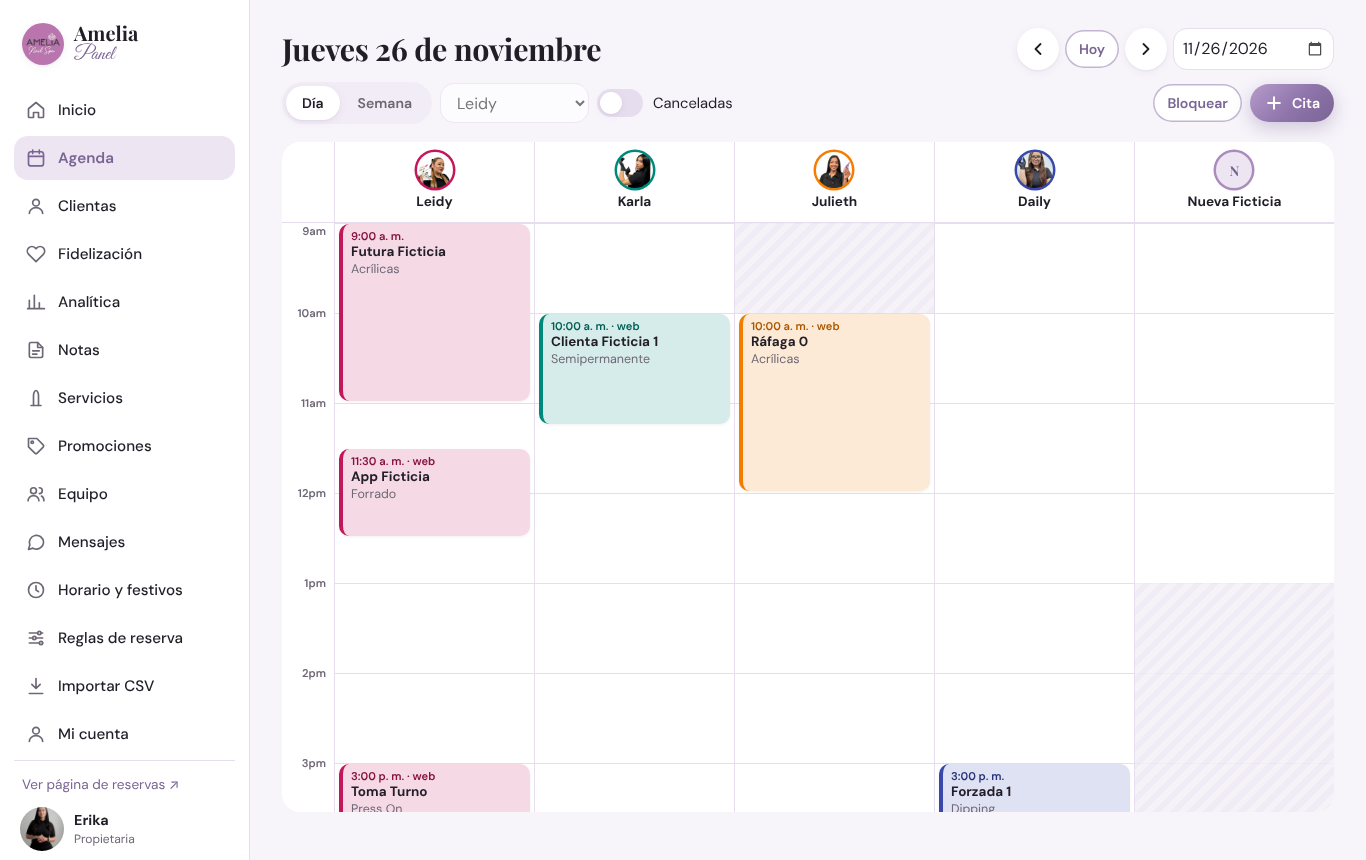 AMELIA
Nail Spa
Amelia
Panel
Inicio
Agenda
Clientas
Fidelización
Analítica
Notas
Servicios
Promociones
Equipo
Mensajes
Horario y festivos
Reglas de reserva
Importar CSV
Mi cuenta
Ver página de reservas ↗
Erika
Propietaria
Jueves 26 de noviembre
Hoy
11/26/2026
Día
Semana
Leidy
Canceladas
Bloquear
+ Cita
Leidy
Karla
Julieth
Daily
N
Nueva Ficticia
9am
9:00 a. m.
Futura Ficticia
Acrílicas
10am
10:00 a. m. · web
Clienta Ficticia 1
Semipermanente
10:00 a. m. · web
Ráfaga 0
Acrílicas
11am
11:30 a. m. · web
App Ficticia
Forrado
12pm
1pm
2pm
3pm
3:00 p. m. · web
Toma Turno
Press On
3:00 p. m.
Forzada 1
Dipping